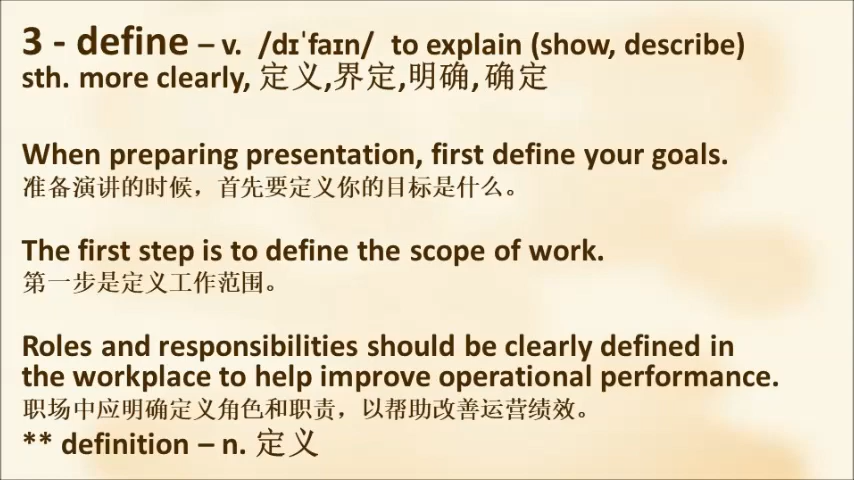 3 - define – v. /dɪˈfaɪn/ to explain (show, describe)
sth. more clearly, 定义,界定,明确, 确定
When preparing presentation, first define your goals.
准备演讲的时候，首先要定义你的目标是什么。
The first step is to define the scope of work.
第一步是定义工作范围。
Roles and responsibilities should be clearly defined in
the workplace to help improve operational performance.
职场中应明确定义角色和职责，以帮助改善运营绩效。
** definition – n. 定义